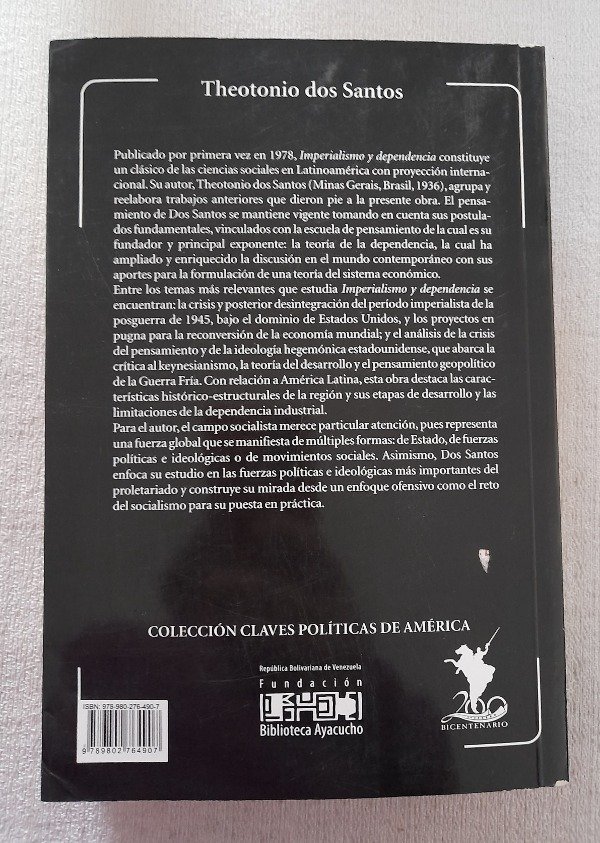 Theotonio dos Santos
Publicado por primera vez en 1978, Imperialismo y dependencia constituye
un clásico de las ciencias sociales en Latinoamérica con proyección interna-
cional. Su autor, Theotonio dos Santos (Minas Gerais, Brasil, 1936), agrupa y
reelabora trabajos anteriores que dieron pie a la presente obra. El pensa-
miento de Dos Santos se mantiene vigente tomando en cuenta sus postula-
dos fundamentales, vinculados con la escuela de pensamiento de la cual es su
fundador y principal exponente: la teoría de la dependencia, la cual ha
ampliado y enriquecido la discusión en el mundo contemporáneo con sus
aportes para la formulación de una teoría del sistema económico.
Entre los temas más relevantes que estudia Imperialismo y dependencia se
encuentran: la crisis y posterior desintegración del período imperialista de la
posguerra de 1945, bajo el dominio de Estados Unidos, y los proyectos en
pugna para la reconversión de la economía mundial; y el análisis de la crisis
del pensamiento y de la ideología hegemónica estadounidense, que abarca la
crítica al keynesianismo, la teoría del desarrollo y el pensamiento geopolítico
de la Guerra Fría. Con relación a América Latina, esta obra destaca las carac-
terísticas histórico-estructurales de la región y sus etapas de desarrollo y las
limitaciones de la dependencia industrial.
Para el autor, el campo socialista merece particular atención, pues representa
una fuerza global que se manifiesta de múltiples formas: de Estado, de fuerzas
políticas e ideológicas o de movimientos sociales. Asimismo, Dos Santos
enfoca su estudio en las fuerzas políticas e ideológicas más importantes del
proletariado y construye su mirada desde un enfoque ofensivo como el reto
del socialismo para su puesta en práctica.
COLECCIÓN CLAVES POLÍTICAS DE AMÉRICA
ISBN: 978-980-276-490-7
9 789802 764907
República Bolivariana de Venezuela
Fundación
Biblioteca Ayacucho
200
BICENTENARIO